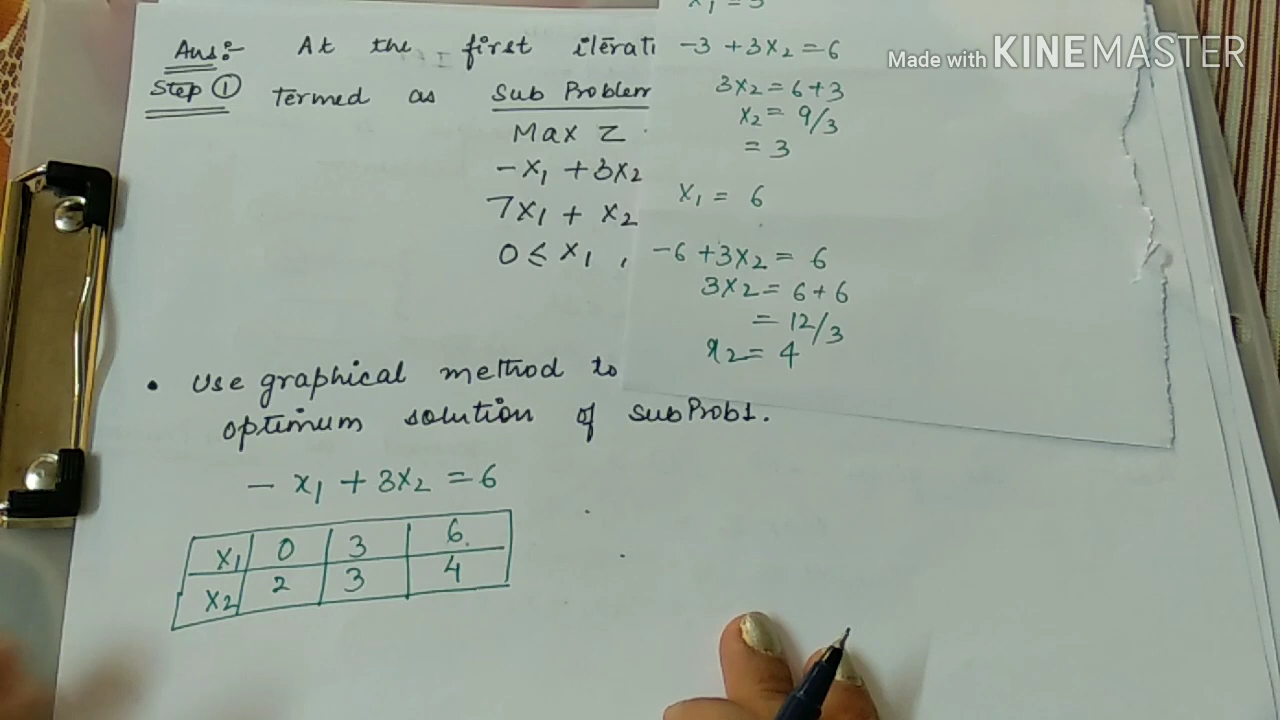 Ans:- At the first iterati
Step ① Termed as Sub Problem
Max Z
-x₁ + 3x₂
7x₁ + x₂
0 ≤ x₁ ,
• Use graphical method to
optimum solution of subProb1.
- x₁ + 3x₂ = 6
x₁ 0 3 6
x₂ 2 3 4
-3 + 3x₂ = 6
3x₂ = 6+3
x₂ = 9/3
= 3
x₁ = 6
-6 + 3x₂ = 6
3x₂ = 6+6
= 12/3
x₂ = 4
Made with KINEMASTER